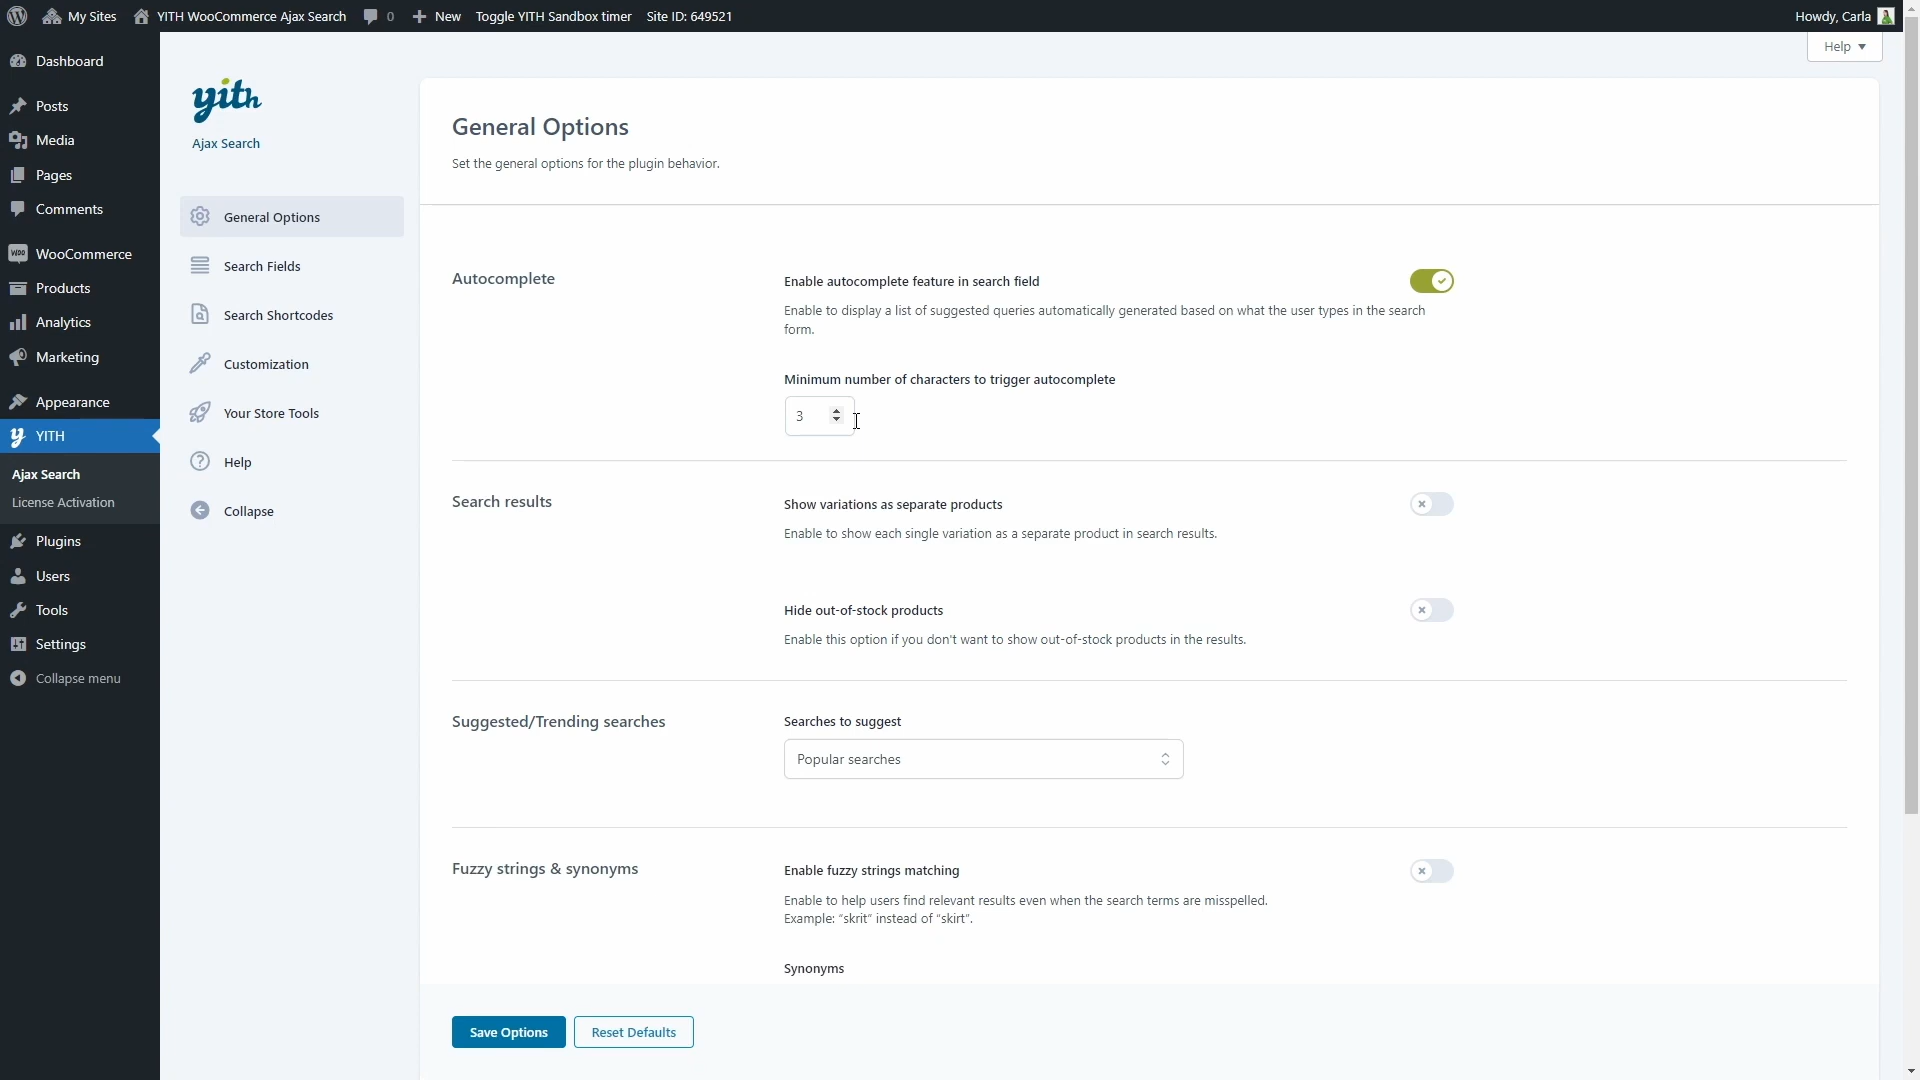 My Sites
YITH WooCommerce Ajax Search
0
New
Toggle YITH Sandbox timer
Site ID: 649521
Howdy, Carla
Help
Dashboard
Posts
Media
Pages
Comments
WooCommerce
Products
Analytics
Marketing
Appearance
YITH
Ajax Search
License Activation
Plugins
Users
Tools
Settings
Collapse menu
yith
Ajax Search
General Options
Search Fields
Search Shortcodes
Customization
Your Store Tools
Help
Collapse
General Options
Set the general options for the plugin behavior.
Autocomplete
Enable autocomplete feature in search field
Enable to display a list of suggested queries automatically generated based on what the user types in the search
form.
Minimum number of characters to trigger autocomplete
3
Search results
Show variations as separate products
Enable to show each single variation as a separate product in search results.
Hide out-of-stock products
Enable this option if you don't want to show out-of-stock products in the results.
Suggested/Trending searches
Searches to suggest
Popular searches
Fuzzy strings & synonyms
Enable fuzzy strings matching
Enable to help users find relevant results even when the search terms are misspelled.
Example: "skrit" instead of "skirt".
Synonyms
Save Options
Reset Defaults